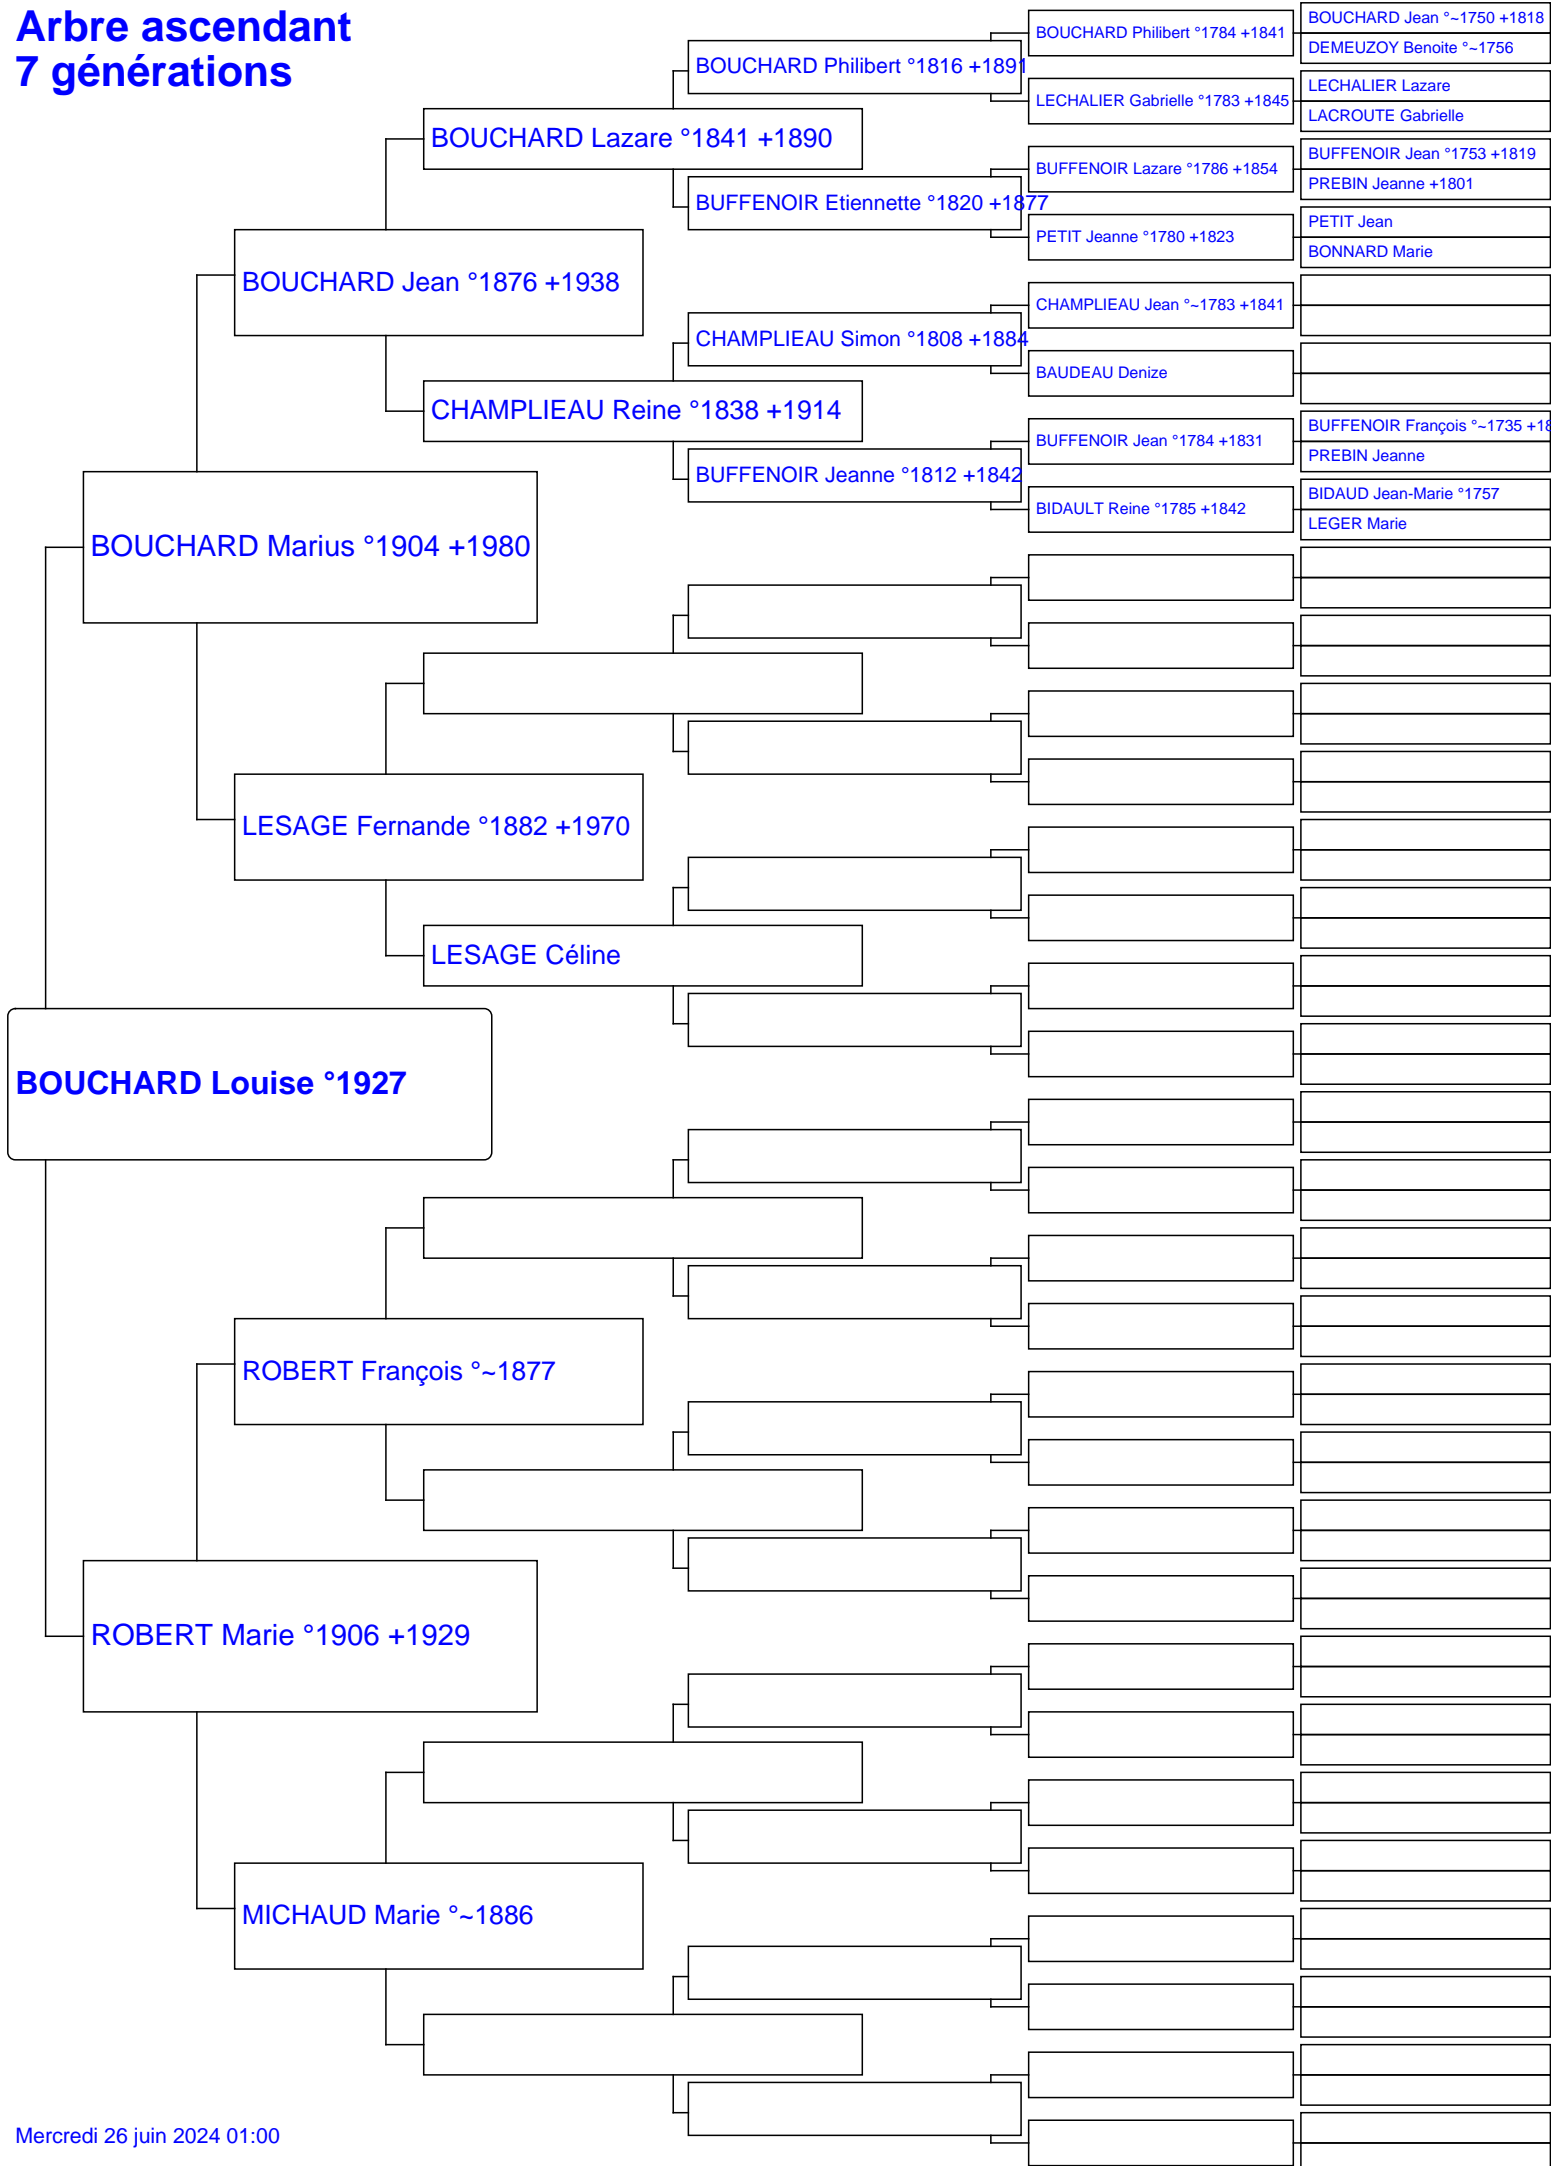 Arbre ascendant
7 générations
BOUCHARD Louise °1927
BOUCHARD Marius °1904 +1980
ROBERT Marie °1906 +1929
BOUCHARD Jean °1876 +1938
LESAGE Fernande °1882 +1970
ROBERT François °~1877
MICHAUD Marie °~1886
BOUCHARD Lazare °1841 +1890
CHAMPLIEAU Reine °1838 +1914
LESAGE Céline
BOUCHARD Philibert °1816 +1891
BUFFENOIR Etiennette °1820 +1877
CHAMPLIEAU Simon °1808 +1884
BUFFENOIR Jeanne °1812 +1842
BOUCHARD Philibert °1784 +1841
LECHALIER Gabrielle °1783 +1845
BUFFENOIR Lazare °1786 +1854
PETIT Jeanne °1780 +1823
CHAMPLIEAU Jean °~1783 +1841
BAUDEAU Denize
BUFFENOIR Jean °1784 +1831
BIDAULT Reine °1785 +1842
BOUCHARD Jean °~1750 +1818
DEMEUZOY Benoite °~1756
LECHALIER Lazare
LACROUTE Gabrielle
BUFFENOIR Jean °1753 +1819
PREBIN Jeanne +1801
PETIT Jean
BONNARD Marie
BUFFENOIR François °~1735
PREBIN Jeanne
BIDAUD Jean-Marie °1757
LEGER Marie
Mercredi 26 juin 2024 01:00